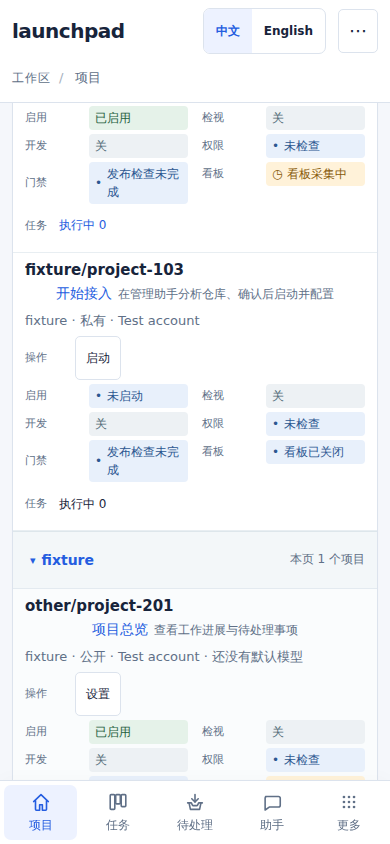 launchpad
中文 English ···
工作区 / 项目
启用 已启用 检视 关
开发 关 权限 • 未检查
门禁 • 发布检查未完成 看板 ◷ 看板采集中
任务 执行中 0
fixture/project-103
开始接入 在管理助手分析仓库、确认后启动并配置
fixture · 私有 · Test account
操作 启动
启用 • 未启动 检视 关
开发 关 权限 • 未检查
门禁 • 发布检查未完成 看板 • 看板已关闭
任务 执行中 0
▾ fixture 本页 1 个项目
other/project-201
项目总览 查看工作进展与待处理事项
fixture · 公开 · Test account · 还没有默认模型
操作 设置
启用 已启用 检视 关
开发 关 权限 • 未检查
项目 任务 待处理 助手 更多